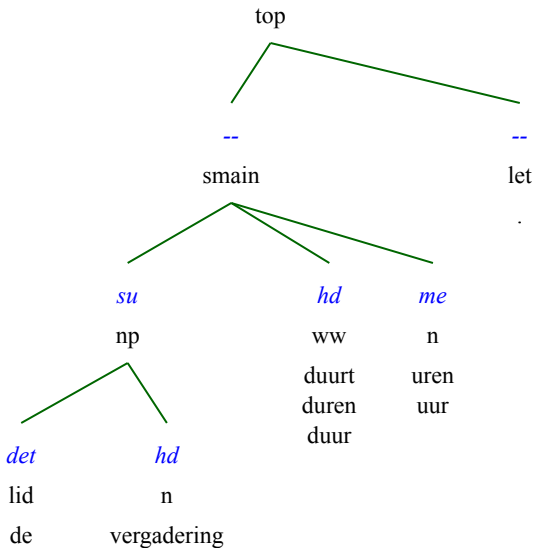 top
-- --
smain let
.
su hd me
np ww n
duurt uren
duren uur
duur
det hd
lid n
de vergadering